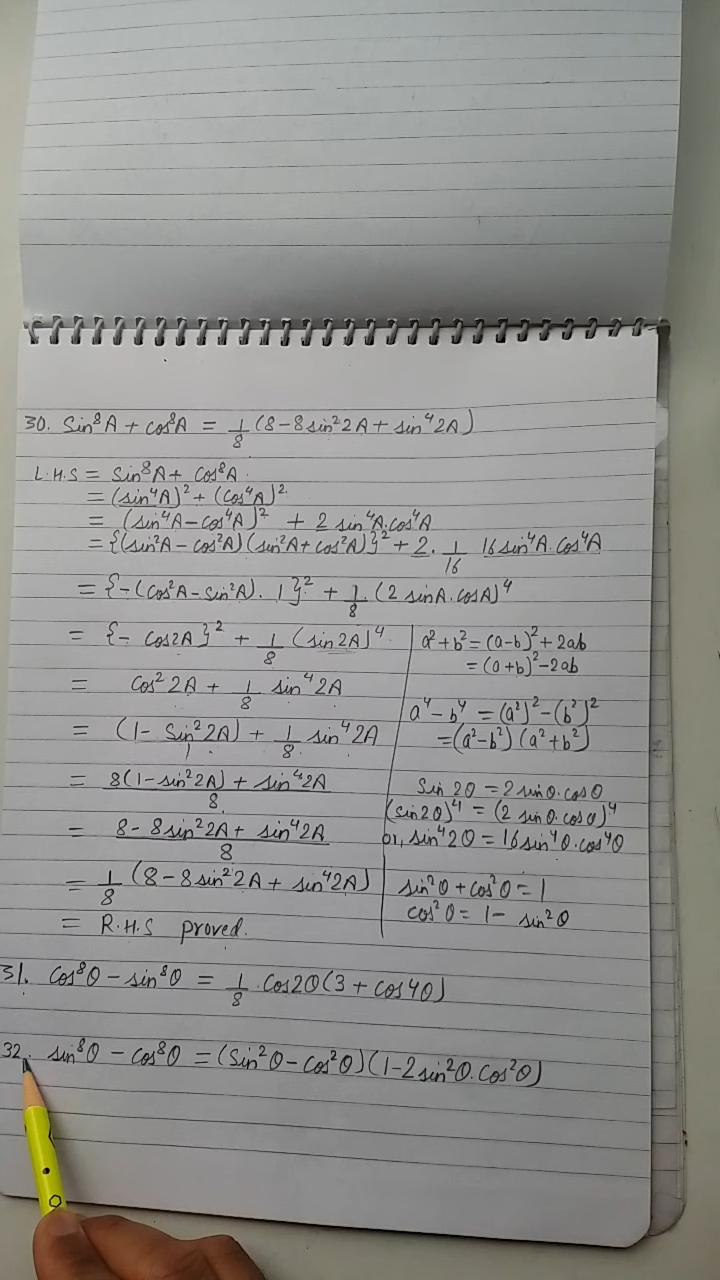 30. Sin⁸A + cos⁸A = 1/8 (8-8sin²2A + sin⁴2A)
L.H.S = sin⁸A + cos⁸A.
= (sin⁴A)² + (cos⁴A)²
= (sin⁴A - cos⁴A)² + 2 sin⁴A.cos⁴A
= {(sin²A - cos²A) (sin²A + cos²A)}² + 2. 1/16 16sin⁴A.cos⁴A
= {-(cos²A - sin²A). 1}² + 1/8 . (2 sinA.cosA)⁴
= {- cos2A}² + 1/8 (sin2A)⁴
= cos²2A + 1/8 sin⁴2A
= (1- Sin²2A) + 1/8 sin⁴2A
= 8(1-sin²2A) + sin⁴2A / 8
= 8-8sin²2A + sin⁴2A / 8
= 1/8 (8-8sin²2A + sin⁴2A)
= R.H.S proved.
a²+b² = (a-b)² + 2ab
= (a+b)² - 2ab
a⁴-b⁴ = (a²)² - (b²)²
= (a²-b²) (a²+b²)
Sin 2θ = 2 sinθ.cosθ
(sin2θ)⁴ = (2 sinθ.cosθ)⁴
or, sin⁴2θ = 16sin⁴θ.cos⁴θ
sin²θ + cos²θ = 1
cos²θ = 1- sin²θ
31. cos⁸θ - sin⁸θ = 1/8 .cos2θ(3 + cos4θ)
32. sin⁸θ - cos⁸θ = (Sin²θ - cos²θ)(1-2sin²θ.cos²θ)